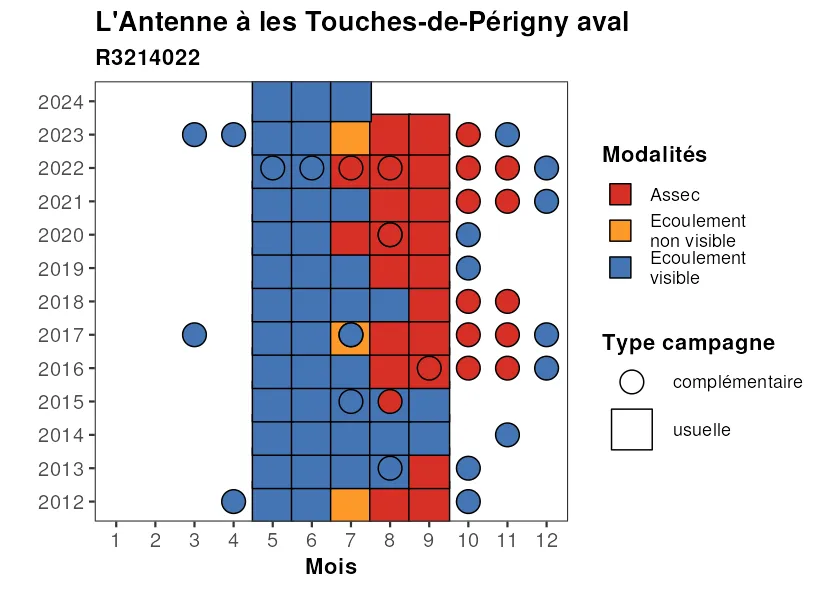 L'Antenne à les Touches-de-Périgny aval
R3214022
2024
2023
2022
2021
2020
2019
2018
2017
2016
2015
2014
2013
2012
1 2 3 4 5 6 7 8 9 10 11 12
Mois
Modalités
Assec
Ecoulement
non visible
Ecoulement
visible
Type campagne
complémentaire
usuelle